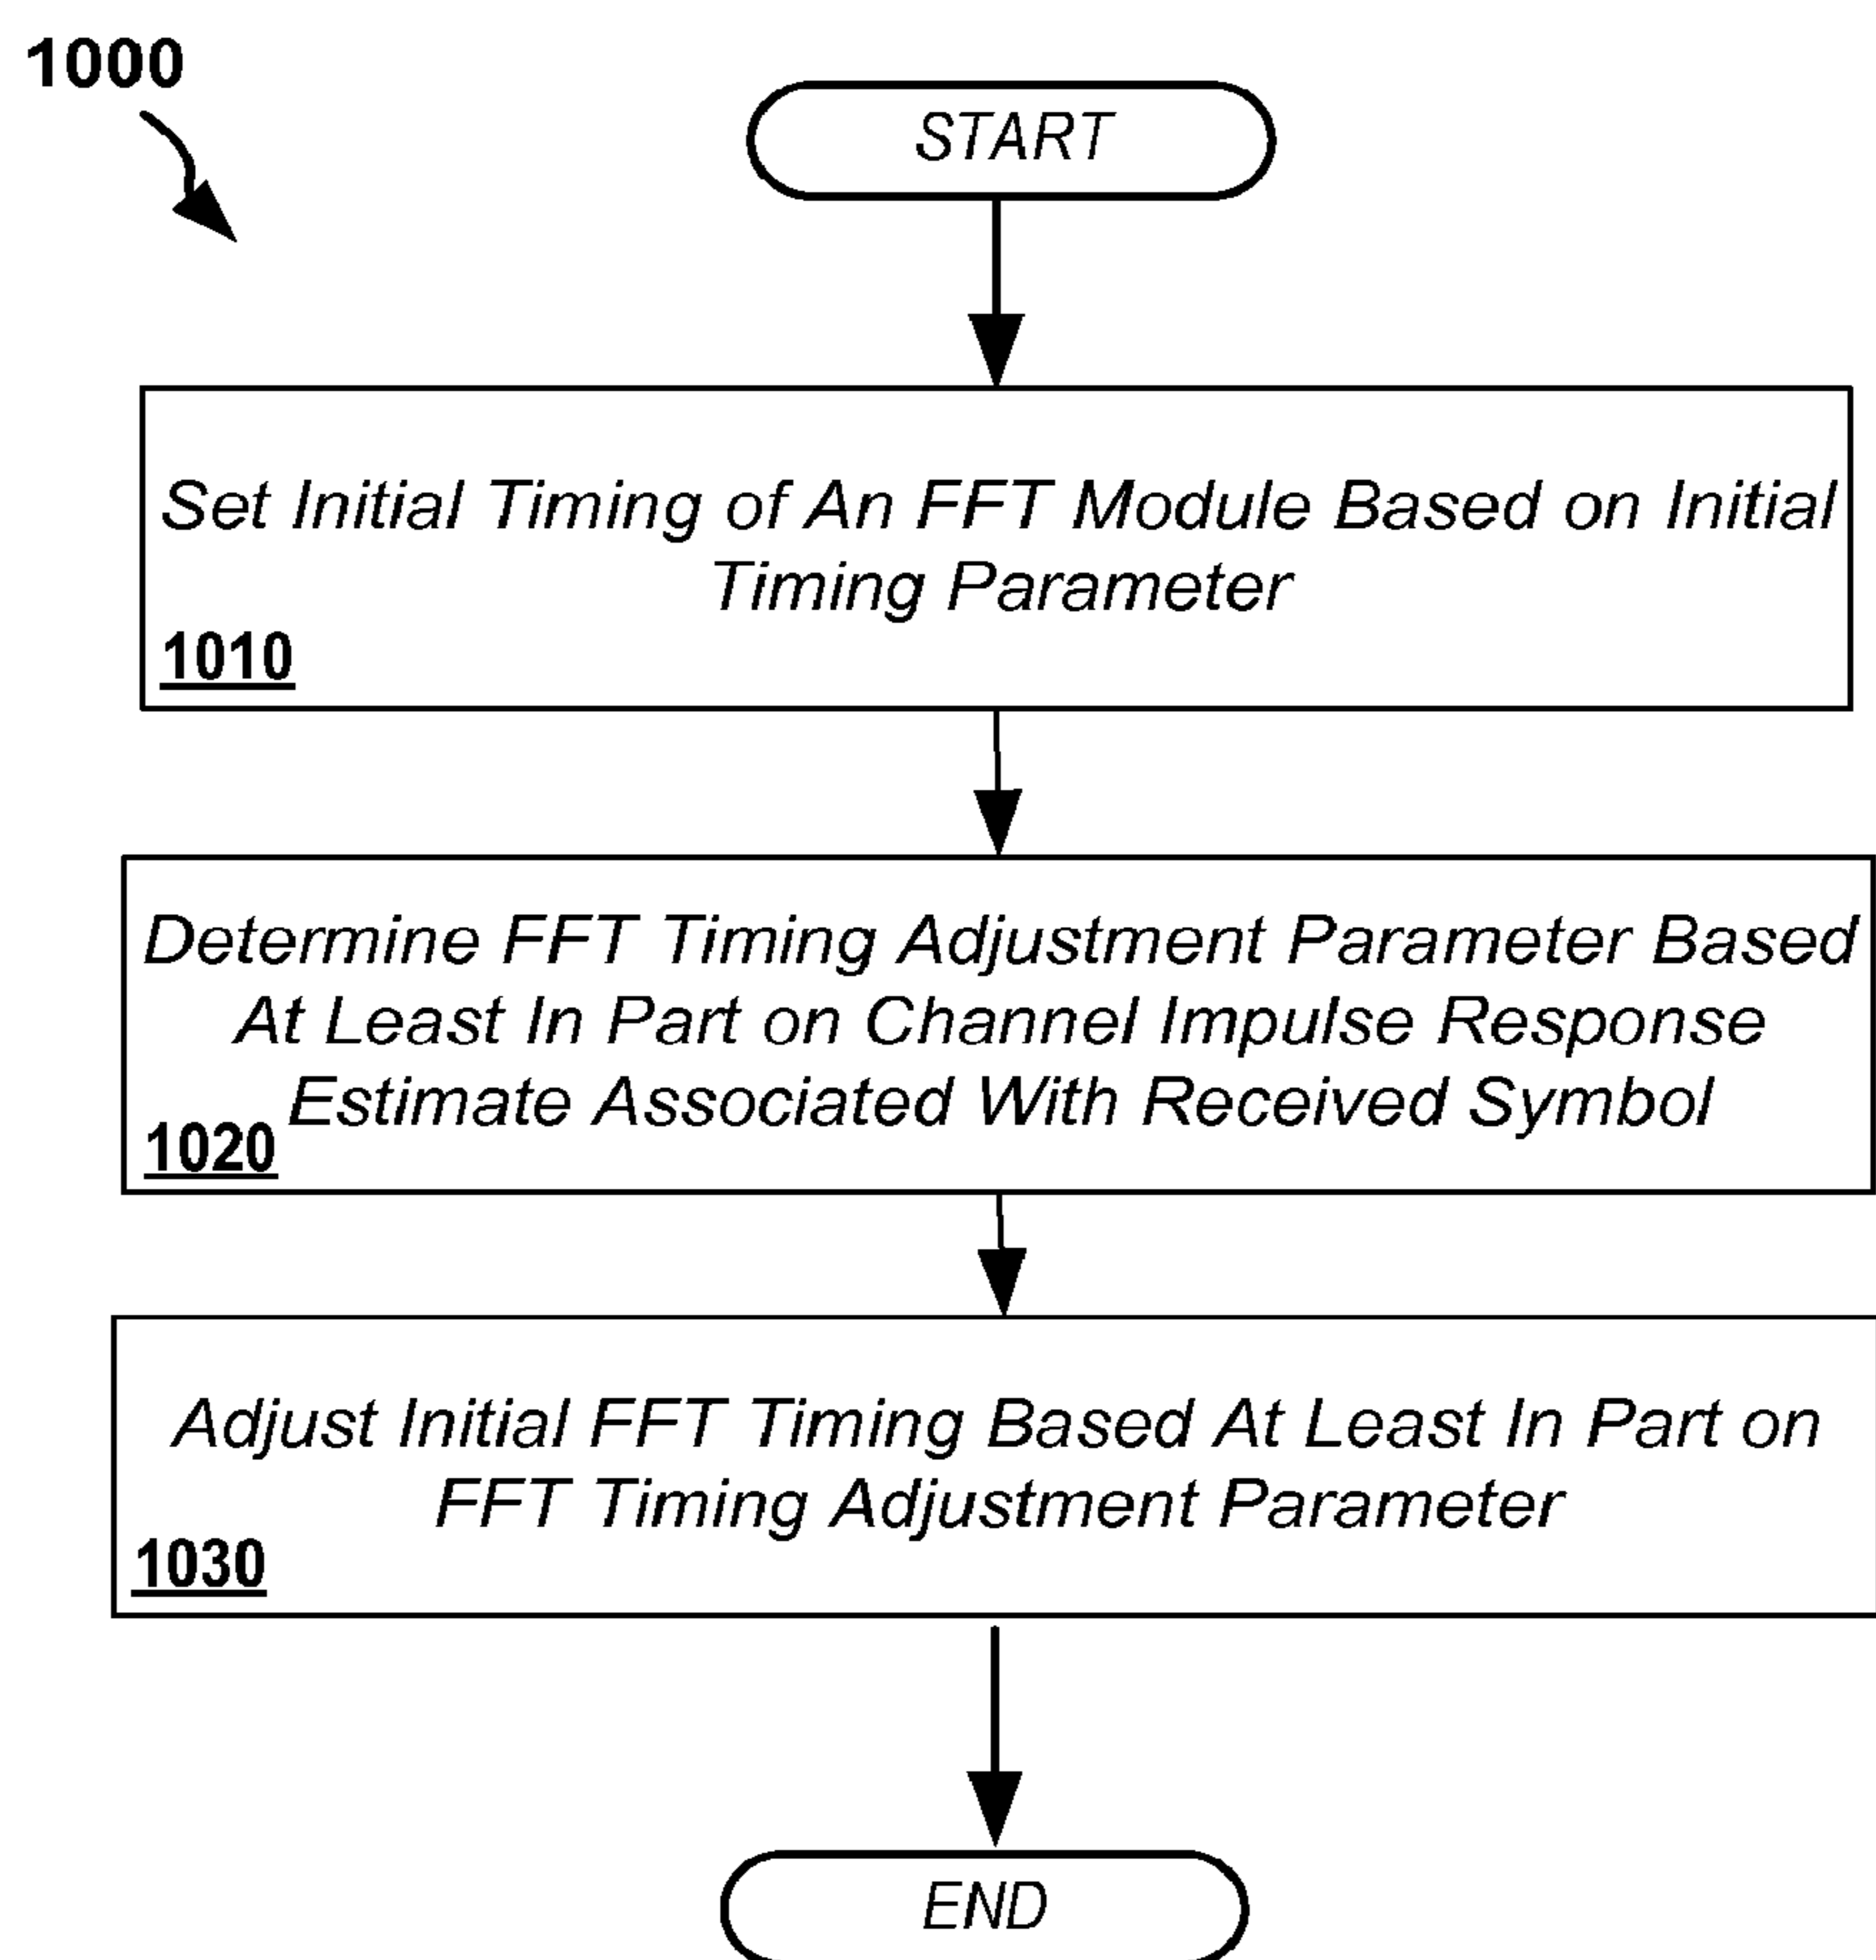 1000
START
Set Initial Timing of An FFT Module Based on Initial
Timing Parameter
1010
Determine FFT Timing Adjustment Parameter Based
At Least In Part on Channel Impulse Response
Estimate Associated With Received Symbol
1020
Adjust Initial FFT Timing Based At Least In Part on
FFT Timing Adjustment Parameter
1030
END